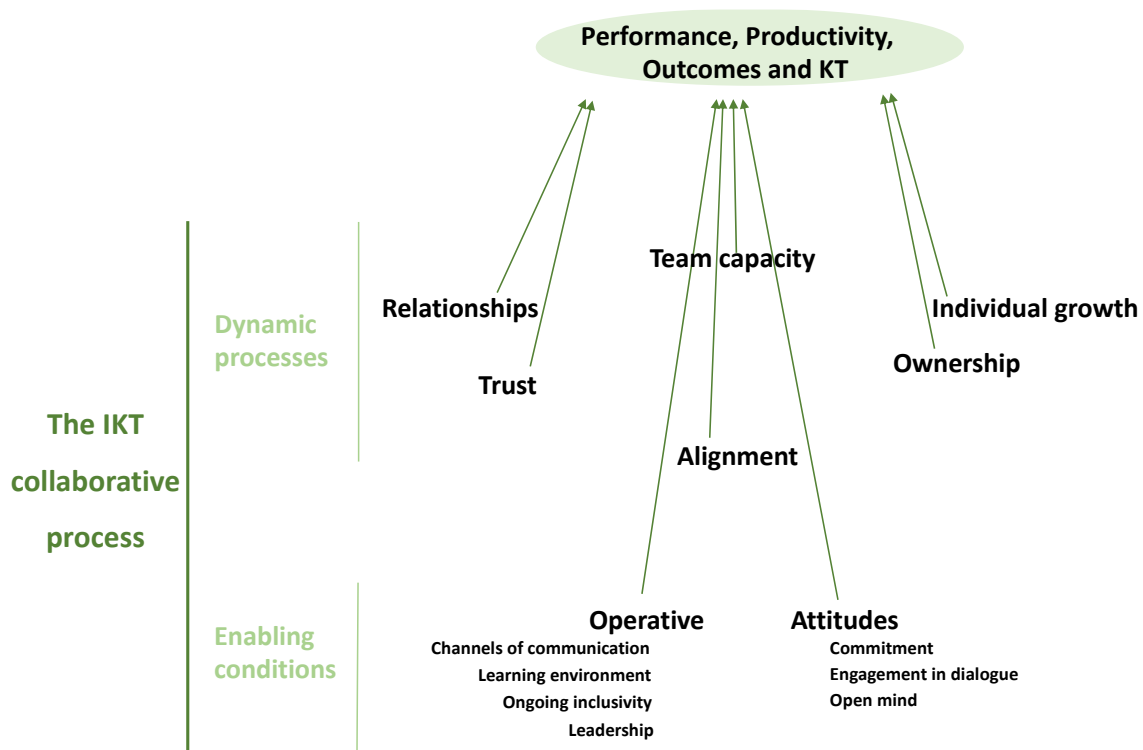 Performance, Productivity,
Outcomes and KT
Team capacity
Relationships
Individual growth
Dynamic
processes
Ownership
Trust
The IKT
collaborative
process
Alignment
Enabling
conditions
Operative
Channels of communication
Learning environment
Ongoing inclusivity
Leadership
Attitudes
Commitment
Engagement in dialogue
Open mind